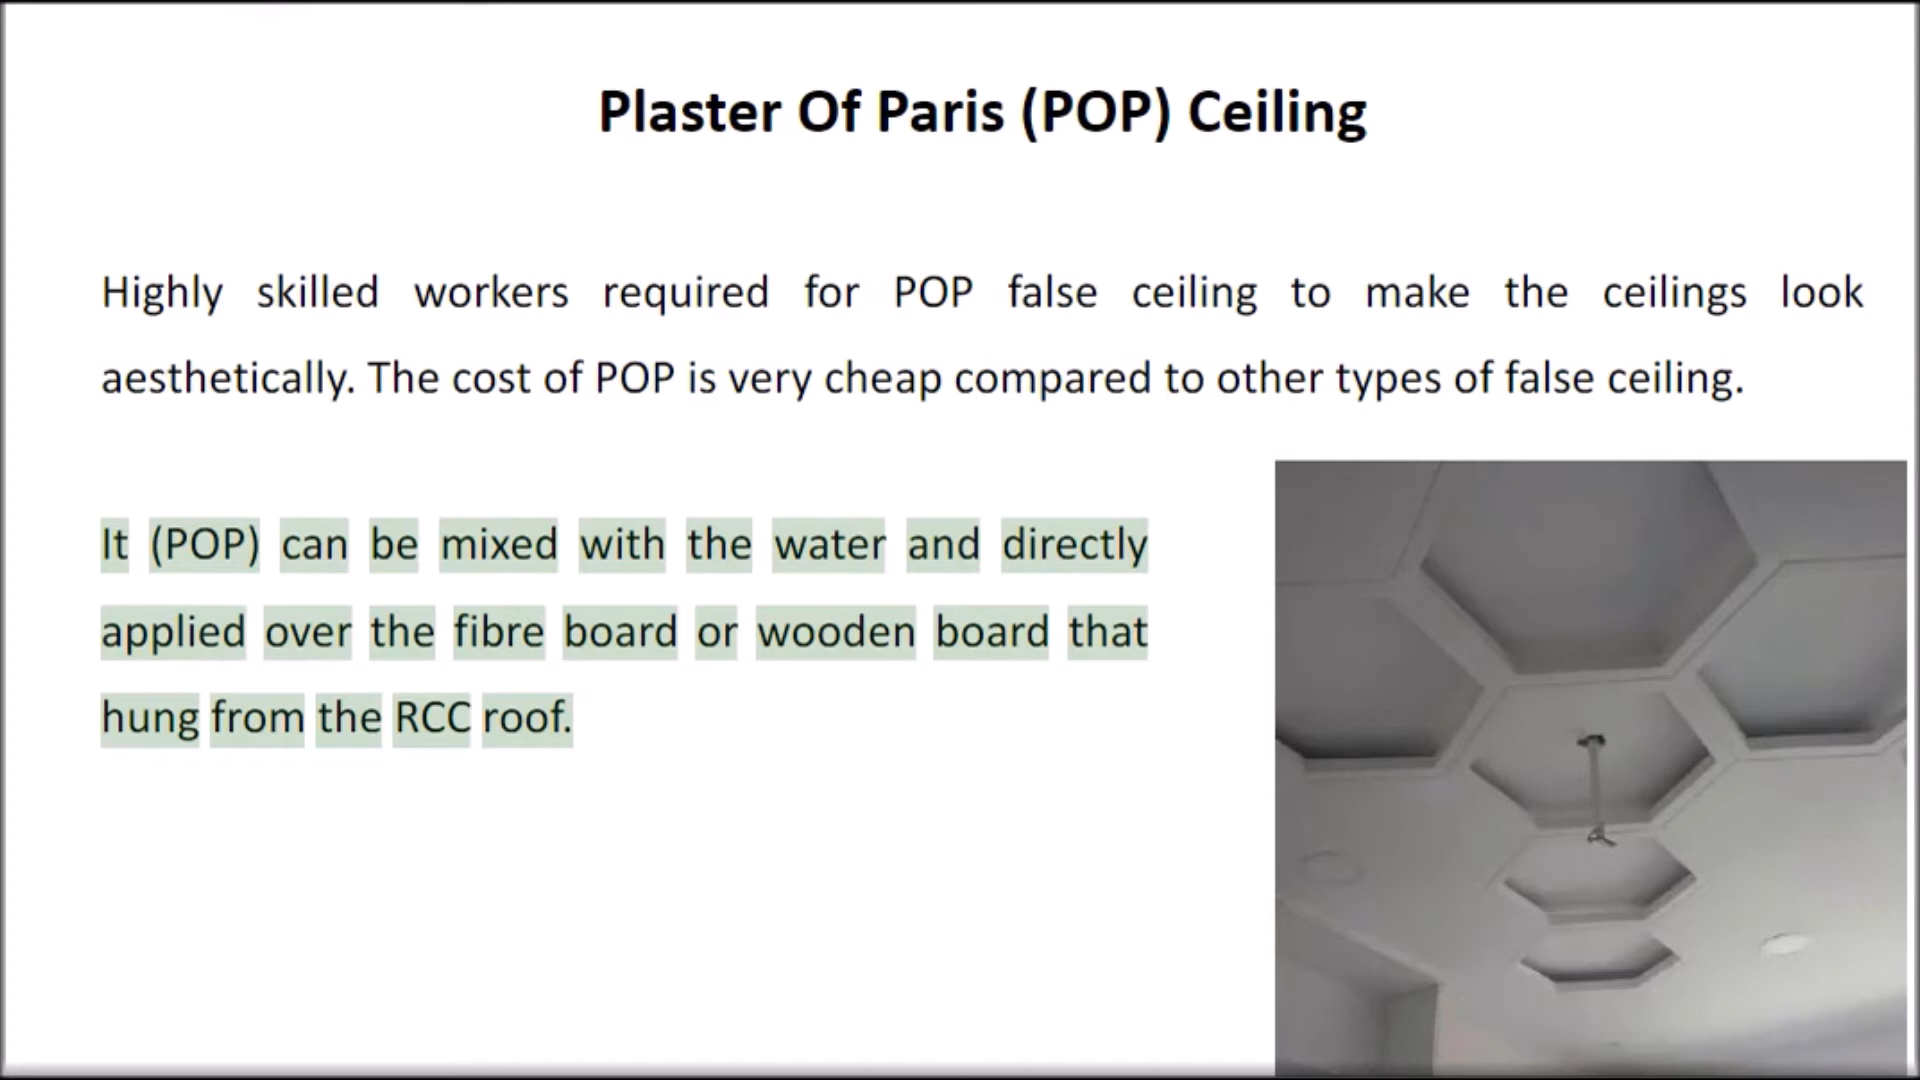 Plaster Of Paris (POP) Ceiling
Highly skilled workers required for POP false ceiling to make the ceilings look
aesthetically. The cost of POP is very cheap compared to other types of false ceiling.
It (POP) can be mixed with the water and directly
applied over the fibre board or wooden board that
hung from the RCC roof.